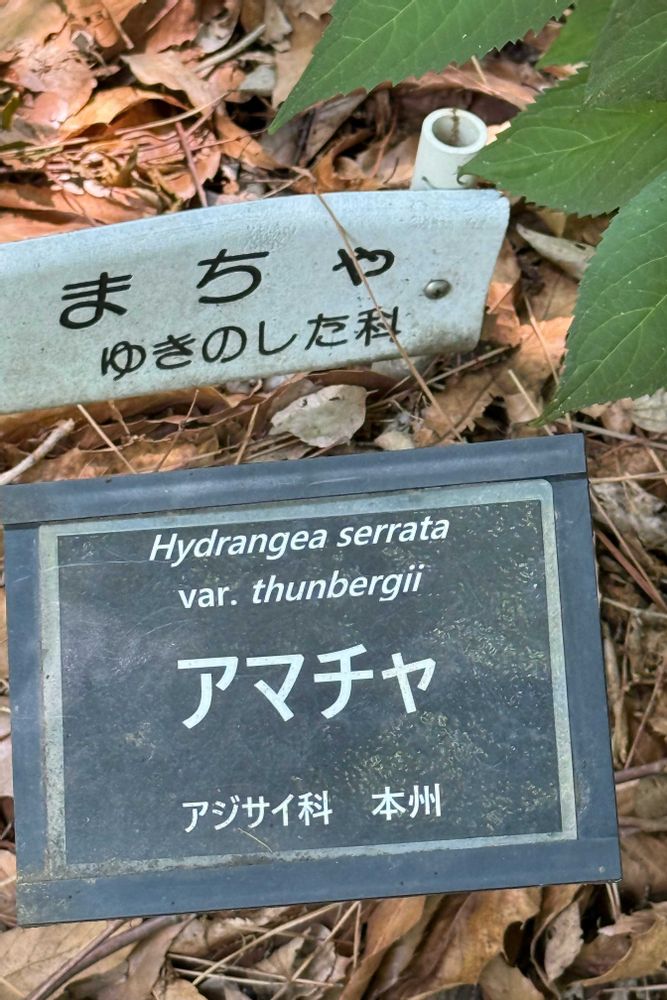 まちゃ
ゆきのした科
Hydrangea serrata
var. thunbergii
アマチャ
アジサイ科　本州